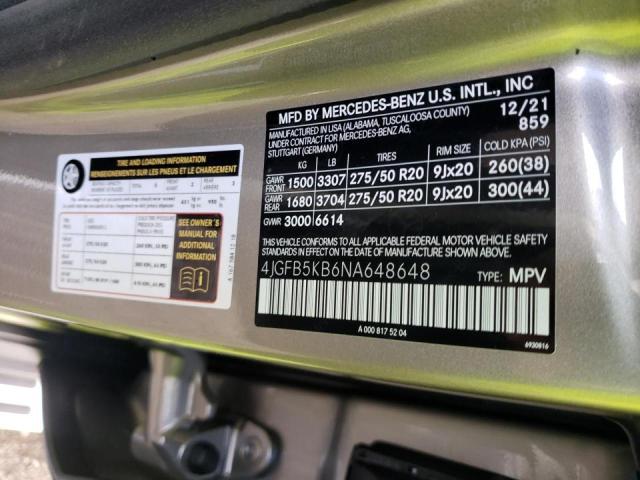 MFD BY MERCEDES-BENZ U.S. INTL., INC
MANUFACTURED IN USA (ALABAMA, TUSCALOOSA COUNTY)
UNDER CONTRACT FOR MERCEDES-BENZ AG,
STUTTGART (GERMANY)
12/21
859
KG LB TIRES RIM SIZE COLD KPA (PSI)
GAWR FRONT 1500 3307 275/50 R20 9Jx20 260(38)
GAWR REAR 1680 3704 275/50 R20 9Jx20 300(44)
GVWR 3000 6614
THIS VEHICLE CONFORMS TO ALL APPLICABLE FEDERAL MOTOR VEHICLE SAFETY
STANDARDS IN EFFECT ON THE DATE OF MANUFACTURE SHOWN ABOVE.
4JGFB5KB6NA648648 TYPE: MPV
A 000 817 52 04
6930816
TIRE AND LOADING INFORMATION
RENSEIGNEMENTS SUR LES PNEUS ET LE CHARGEMENT
SEE OWNER'S
MANUAL FOR
ADDITIONAL
INFORMATION